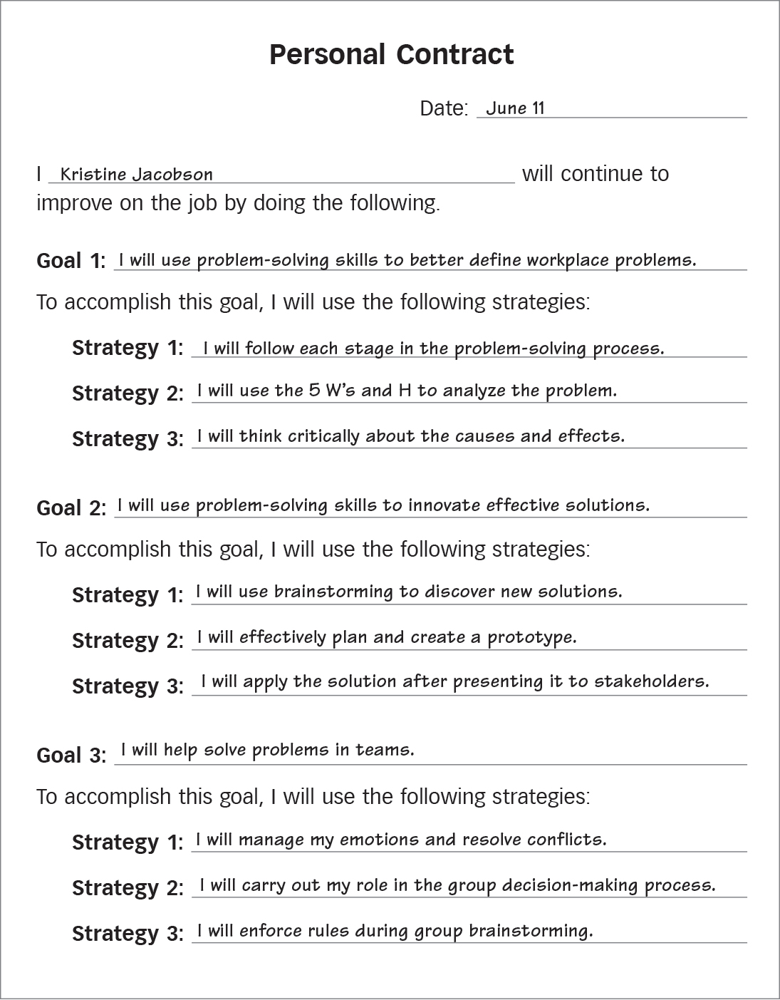 Personal Contract
Date: June 11
I Kristine Jacobson will continue to
improve on the job by doing the following.
Goal 1: I will use problem-solving skills to better define workplace problems.
To accomplish this goal, I will use the following strategies:
Strategy 1: I will follow each stage in the problem-solving process.
Strategy 2: I will use the 5 W's and H to analyze the problem.
Strategy 3: I will think critically about the causes and effects.
Goal 2: I will use problem-solving skills to innovate effective solutions.
To accomplish this goal, I will use the following strategies:
Strategy 1: I will use brainstorming to discover new solutions.
Strategy 2: I will effectively plan and create a prototype.
Strategy 3: I will apply the solution after presenting it to stakeholders.
Goal 3: I will help solve problems in teams.
To accomplish this goal, I will use the following strategies:
Strategy 1: I will manage my emotions and resolve conflicts.
Strategy 2: I will carry out my role in the group decision-making process.
Strategy 3: I will enforce rules during group brainstorming.